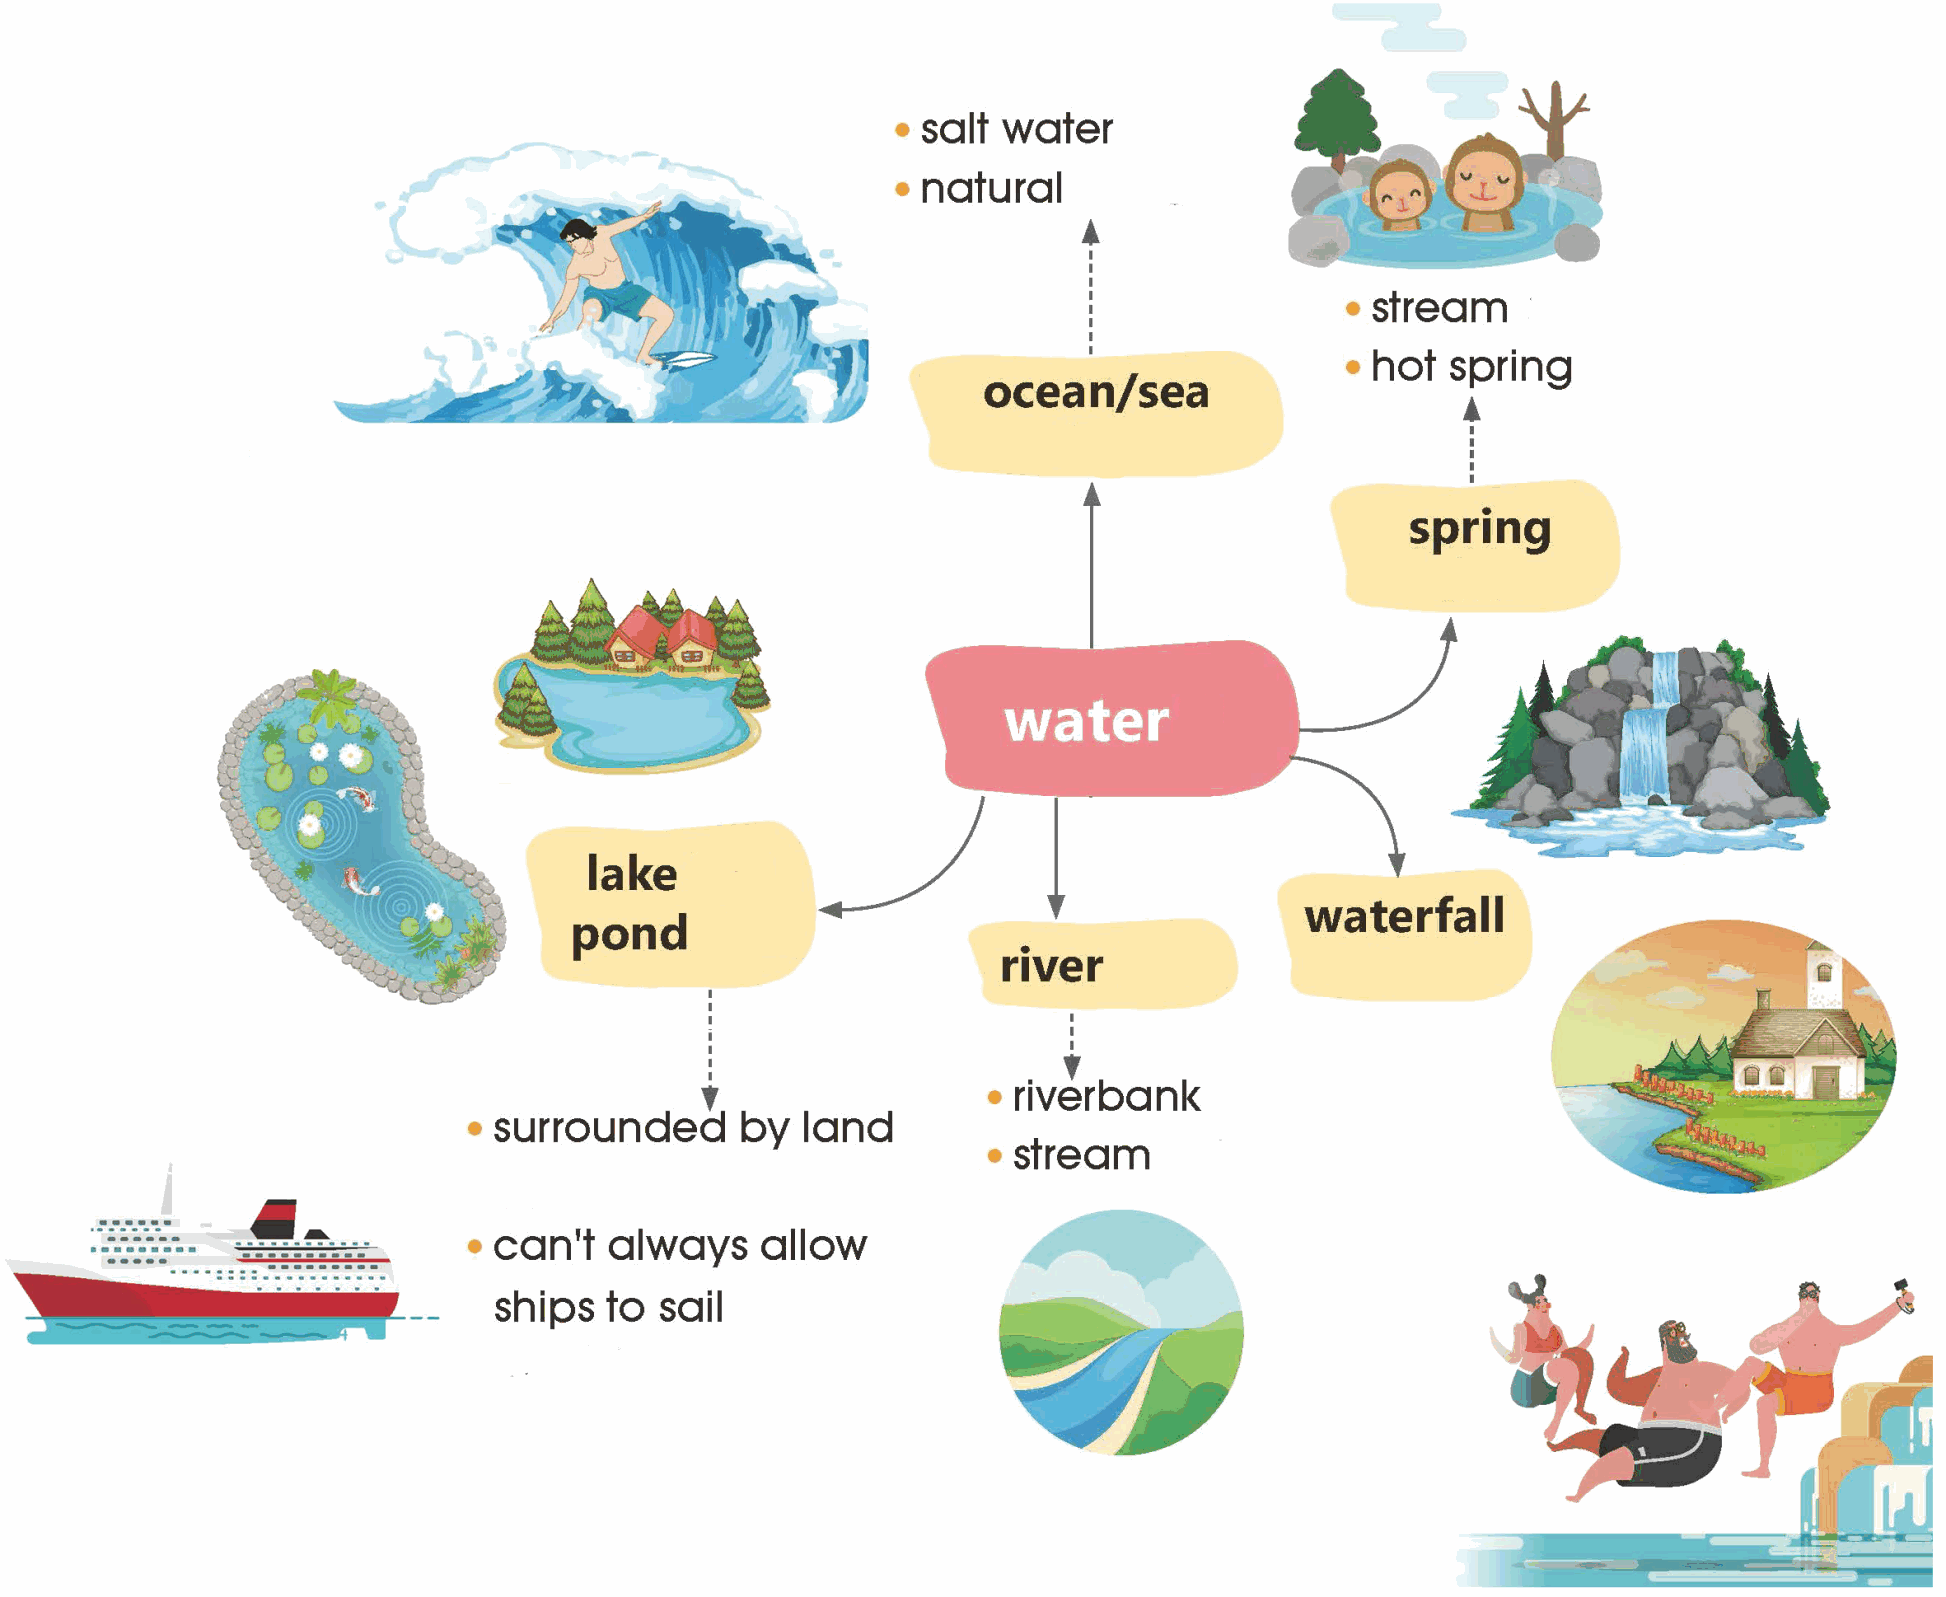 • salt water
• natural
ocean/sea
• stream
• hot spring
spring
water
lake
pond
river
waterfall
• surrounded by land
• can't always allow
ships to sail
• riverbank
• stream